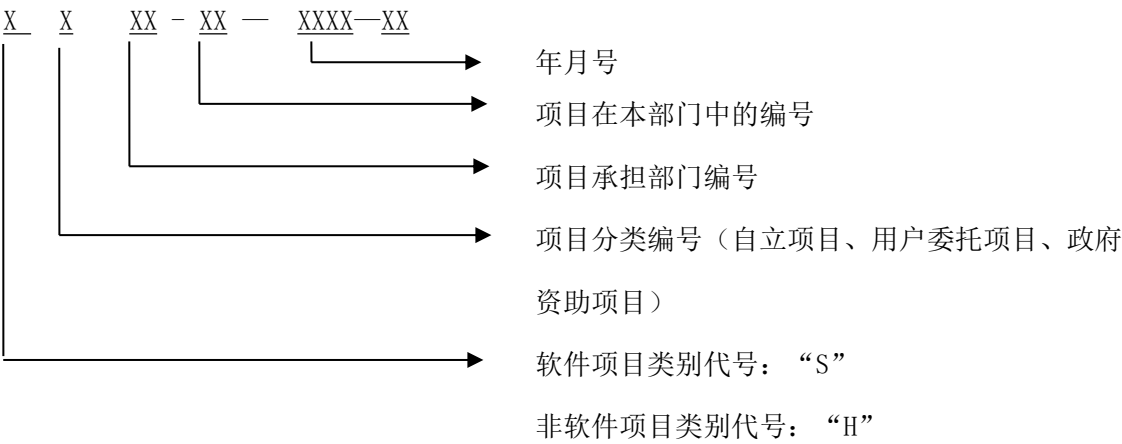 X X XX - XX — XXXX—XX
年月号
项目在本部门中的编号
项目承担部门编号
项目分类编号（自立项目、用户委托项目、政府
资助项目）
软件项目类别代号：“S”
非软件项目类别代号：“H”